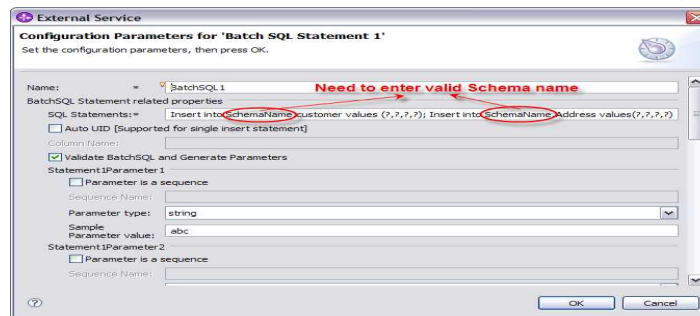 External Service
Configuration Parameters for 'Batch SQL Statement 1'
Set the configuration parameters, then press OK.
Name: * BatchSQL1 Need to enter valid Schema name
BatchSQL Statement related properties
SQL Statements:* Insert into SchemaName.customer values (?,?,?,?); Insert into SchemaName.Address values(?,?,?,?)
Auto UID [Supported for single insert statement]
Column Name:
Validate BatchSQL and Generate Parameters
Statement1Parameter1
Parameter is a sequence
Sequence Name:
Parameter type: string
Sample
Parameter value: abc
Statement1Parameter2
Parameter is a sequence
Sequence Name:
OK Cancel